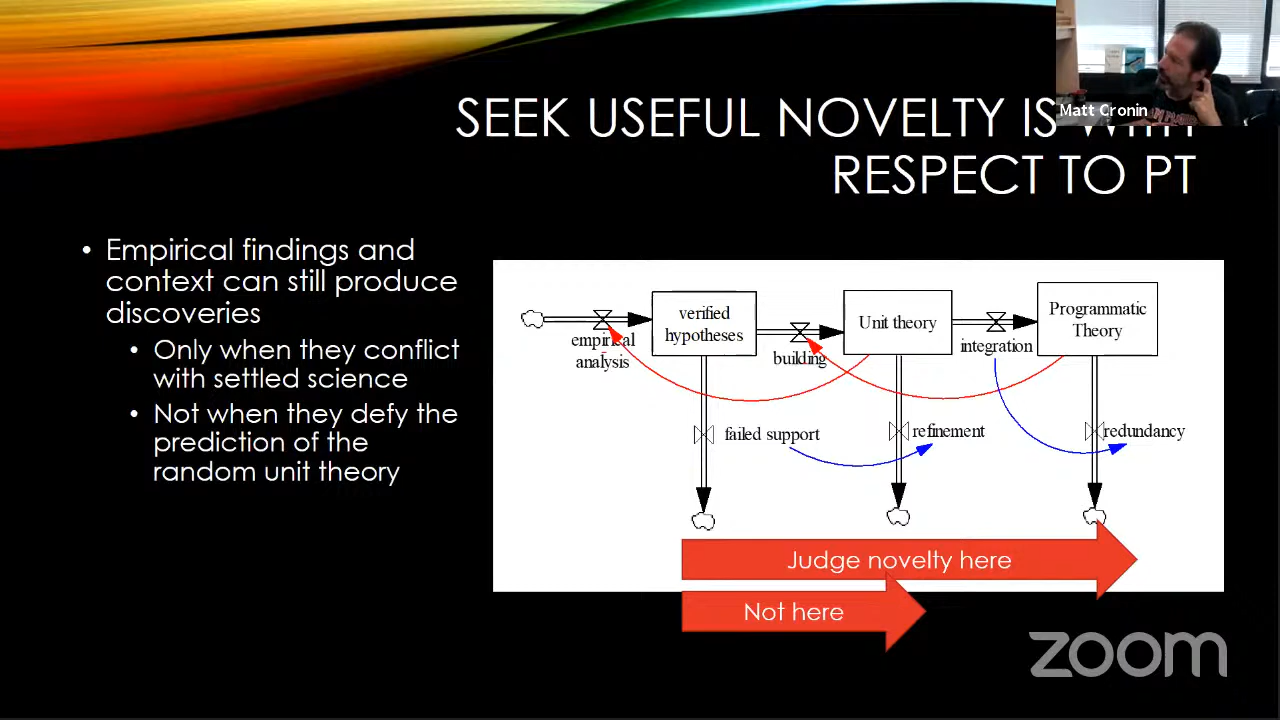 Matt Cronin
SEEK USEFUL NOVELTY IS WITH
RESPECT TO PT
• Empirical findings and
context can still produce
discoveries
• Only when they conflict
with settled science
• Not when they defy the
prediction of the
random unit theory
verified
hypotheses
Unit theory
Programmatic
Theory
empirical
analysis
building
integration
failed support
refinement
redundancy
Judge novelty here
Not here
zoom